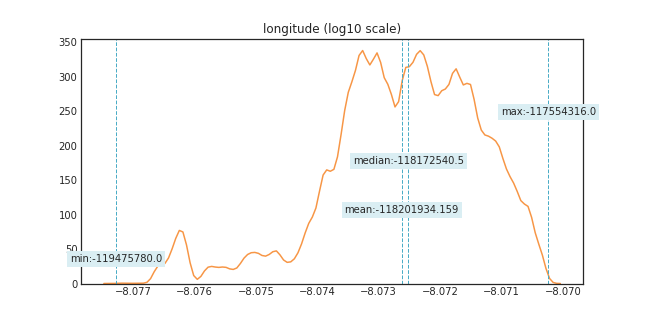 longitude (log10 scale)
350
300
250
200
150
100
50
0
max:-117554316.0
median:-118172540.5
mean:-118201934.159
min:-119475780.0
−8.077 −8.076 −8.075 −8.074 −8.073 −8.072 −8.071 −8.070